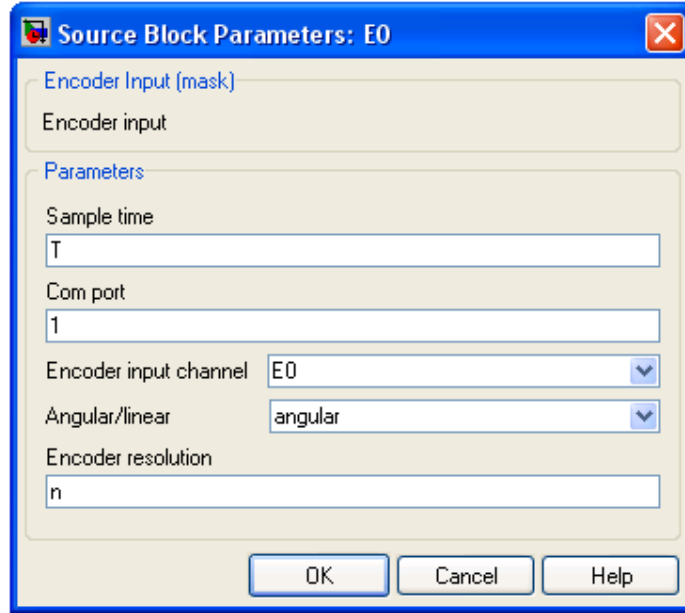 Source Block Parameters: E0
Encoder Input (mask)
Encoder input
Parameters
Sample time
T
Com port
1
Encoder input channel E0
Angular/linear angular
Encoder resolution
n
OK Cancel Help